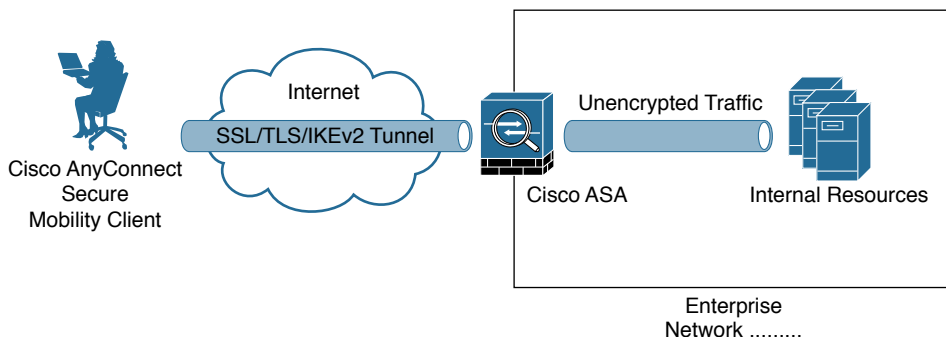 Internet
SSL/TLS/IKEv2 Tunnel
Cisco AnyConnect
Secure
Mobility Client
Unencrypted Traffic
Cisco ASA
Internal Resources
Enterprise
Network .........